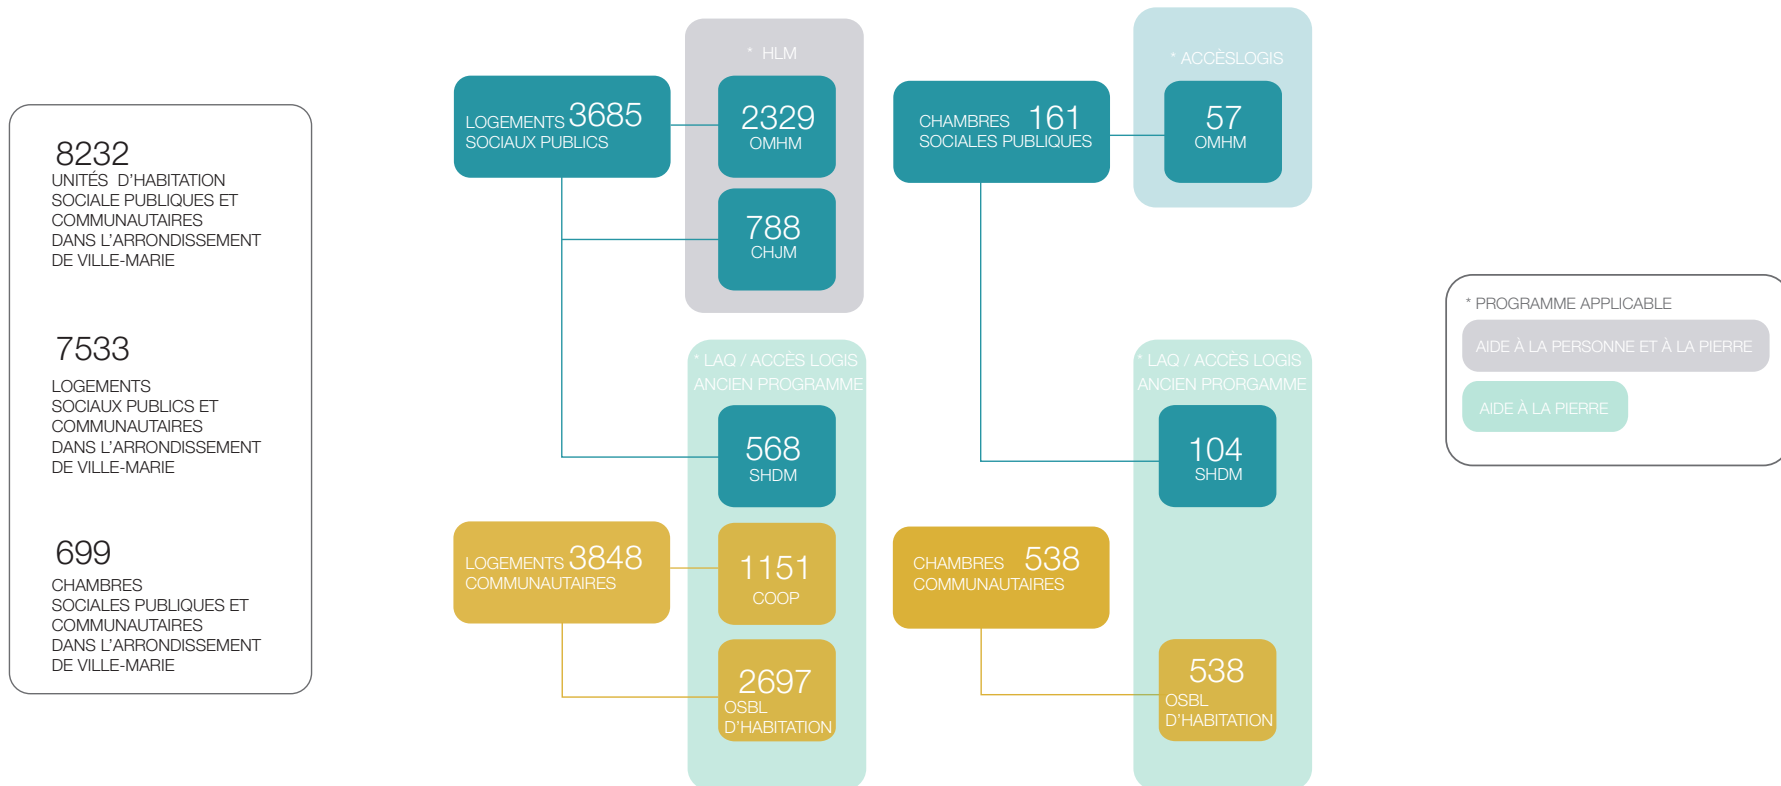 8232
UNITÉS D'HABITATION
SOCIALE PUBLIQUES ET
COMMUNAUTAIRES
DANS L'ARRONDISSEMENT
DE VILLE-MARIE
7533
LOGEMENTS
SOCIAUX PUBLICS ET
COMMUNAUTAIRES
DANS L'ARRONDISSEMENT
DE VILLE-MARIE
699
CHAMBRES
SOCIALES PUBLIQUES ET
COMMUNAUTAIRES
DANS L'ARRONDISSEMENT
DE VILLE-MARIE
LOGEMENTS 3685
SOCIAUX PUBLICS
* HLM
2329
OMHM
788
CHJM
* LAQ / ACCÈS LOGIS
ANCIEN PROGRAMME
568
SHDM
LOGEMENTS 3848
COMMUNAUTAIRES
1151
COOP
2697
OSBL
D'HABITATION
CHAMBRES 161
SOCIALES PUBLIQUES
* ACCÈSLOGIS
57
OMHM
* LAQ / ACCÈS LOGIS
ANCIEN PRORGAMME
104
SHDM
CHAMBRES 538
COMMUNAUTAIRES
538
OSBL
D'HABITATION
* PROGRAMME APPLICABLE
AIDE À LA PERSONNE ET À LA PIERRE
AIDE À LA PIERRE